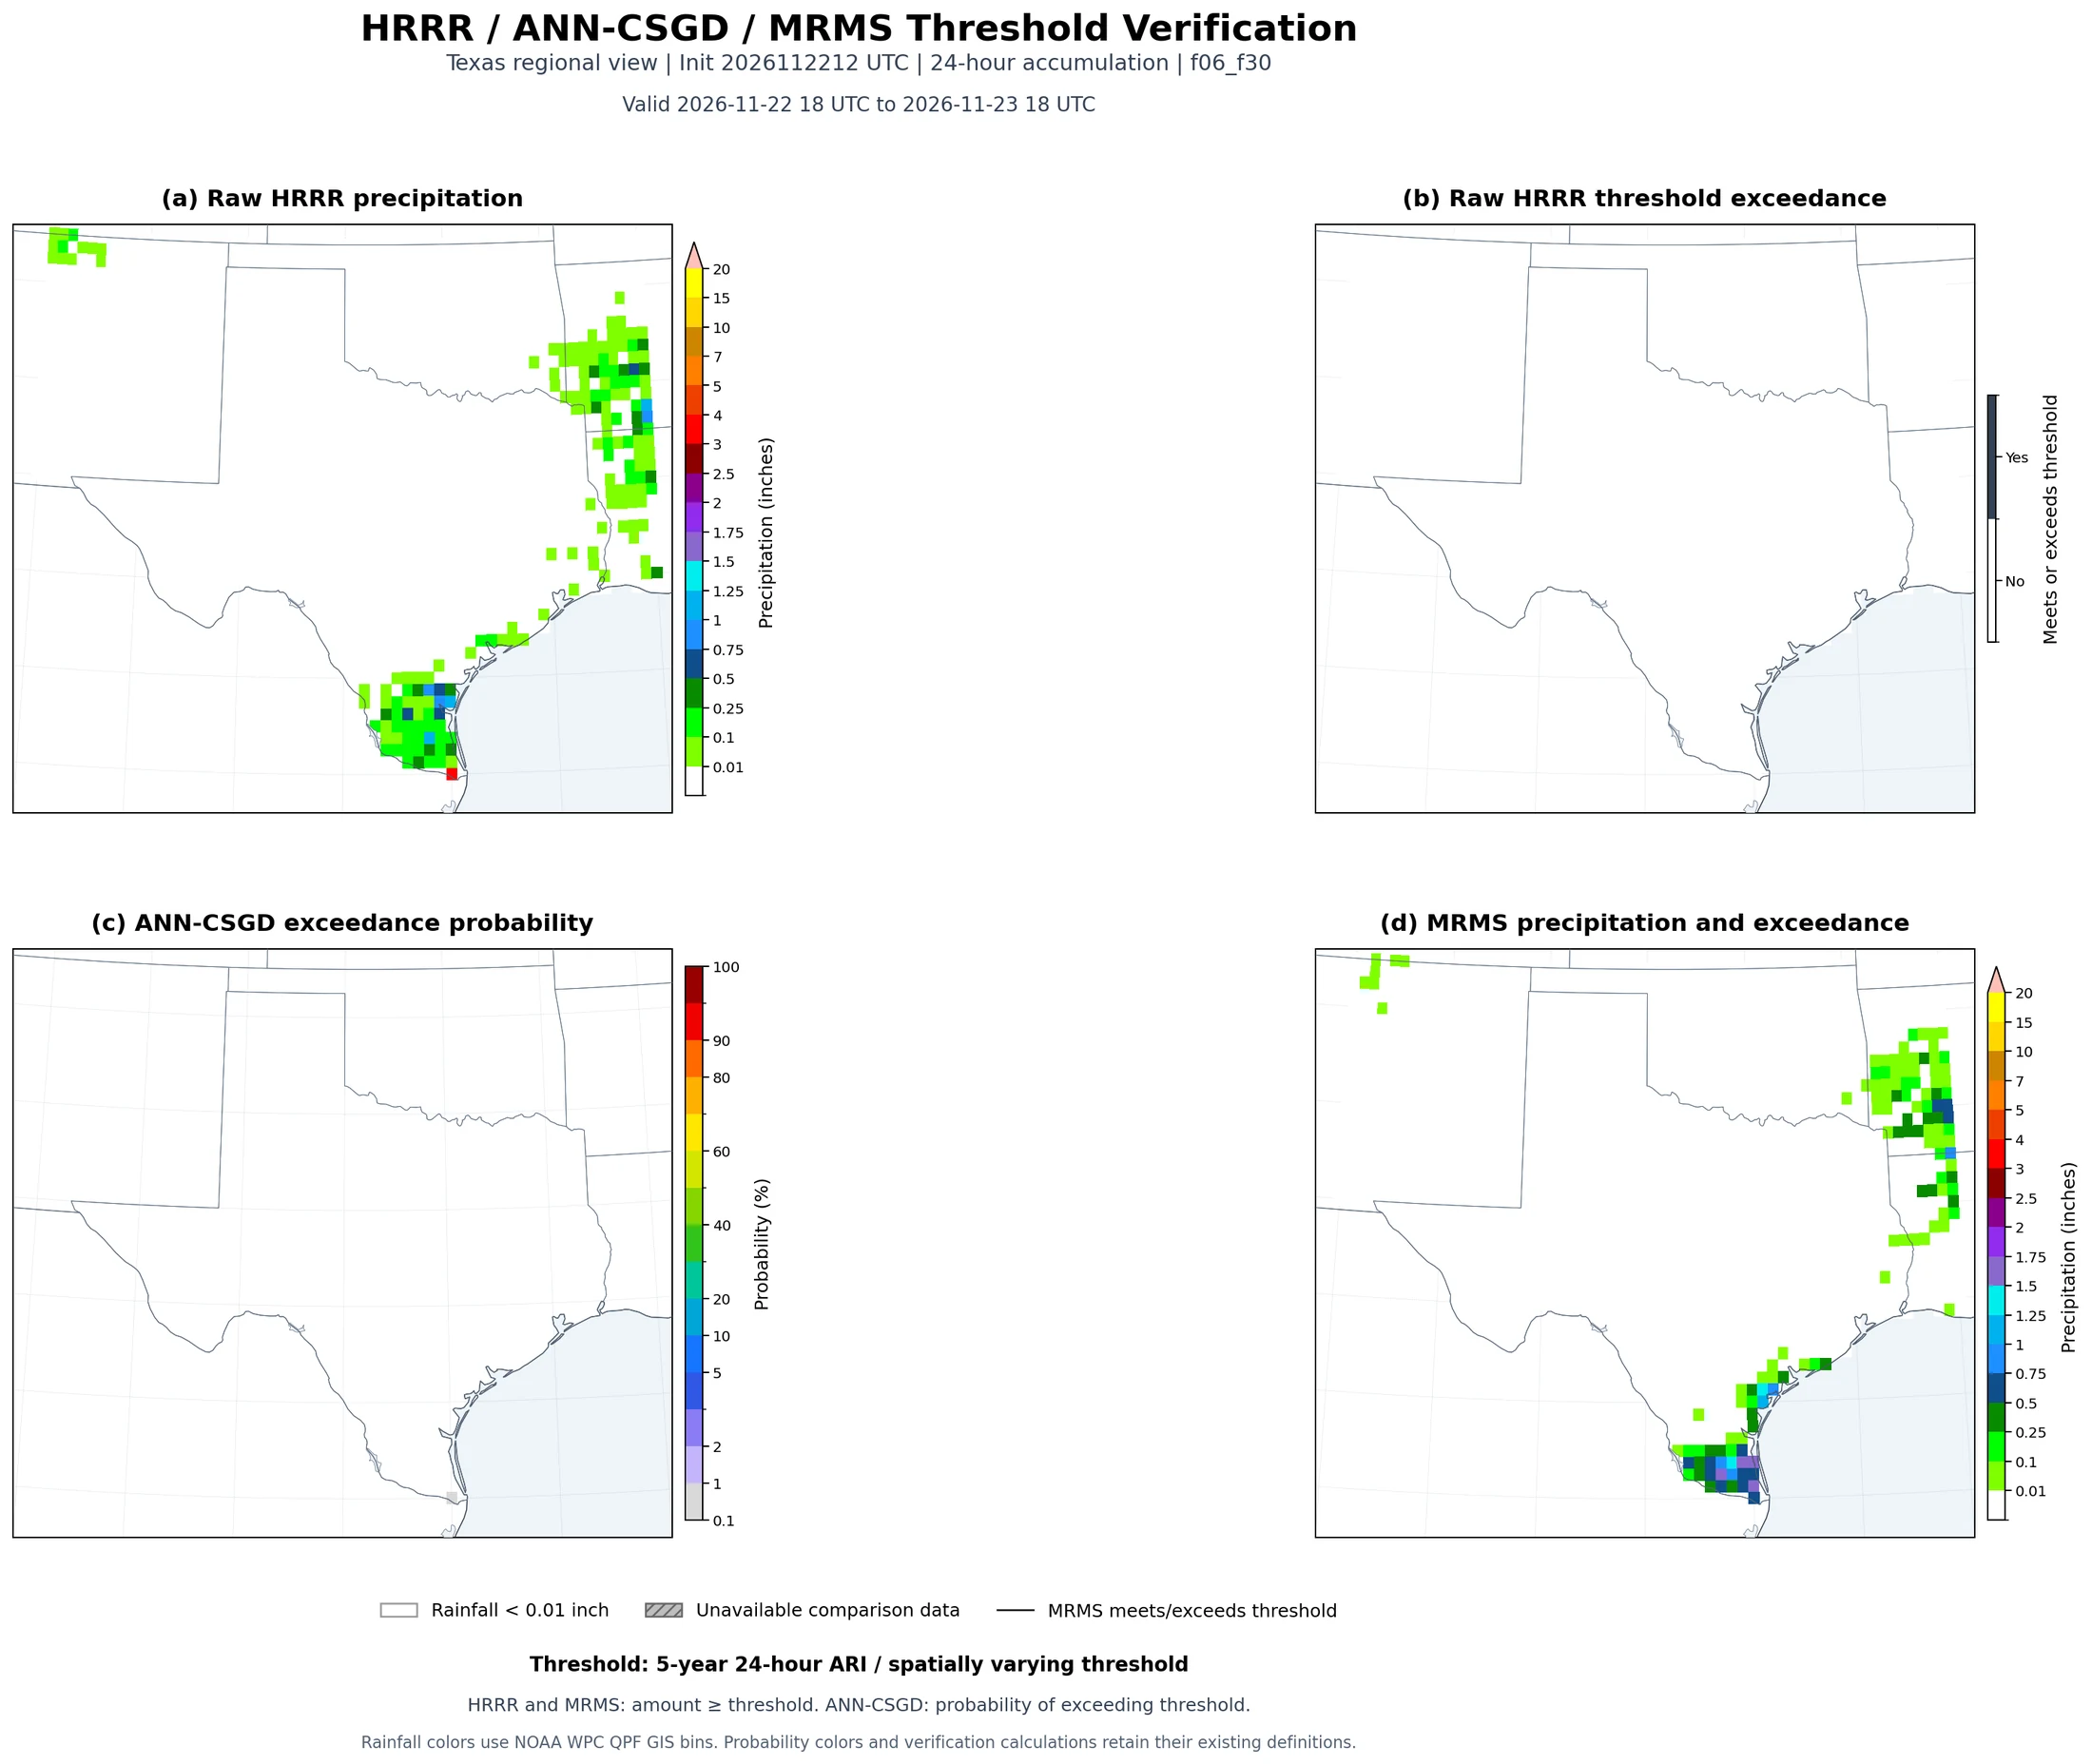 HRRR / ANN-CSGD / MRMS Threshold Verification
Texas regional view | Init 2026112212 UTC | 24-hour accumulation | f06_f30
Valid 2026-11-22 18 UTC to 2026-11-23 18 UTC
(a) Raw HRRR precipitation
20
15
10
7
5
4
3
2.5
2
1.75
1.5
1.25
1
0.75
0.5
0.25
0.1
0.01
Precipitation (inches)
(b) Raw HRRR threshold exceedance
Yes
No
Meets or exceeds threshold
(c) ANN-CSGD exceedance probability
100
90
80
60
40
20
10
5
2
1
0.1
Probability (%)
(d) MRMS precipitation and exceedance
20
15
10
7
5
4
3
2.5
2
1.75
1.5
1.25
1
0.75
0.5
0.25
0.1
0.01
Precipitation (inches)
Rainfall < 0.01 inch
Unavailable comparison data
MRMS meets/exceeds threshold
Threshold: 5-year 24-hour ARI / spatially varying threshold
HRRR and MRMS: amount ≥ threshold. ANN-CSGD: probability of exceeding threshold.
Rainfall colors use NOAA WPC QPF GIS bins. Probability colors and verification calculations retain their existing definitions.